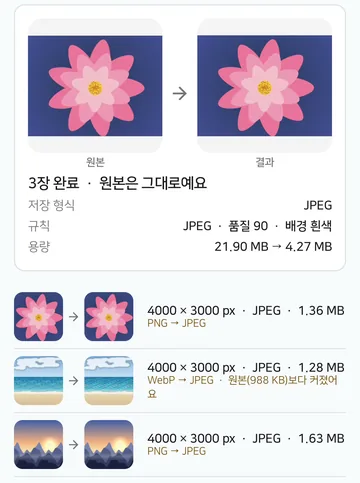 원본
결과
3장 완료 · 원본은 그대로예요
저장 형식 JPEG
규칙 JPEG · 품질 90 · 배경 흰색
용량 21.90 MB → 4.27 MB
4000 × 3000 px · JPEG · 1.36 MB
PNG → JPEG
4000 × 3000 px · JPEG · 1.28 MB
WebP → JPEG · 원본(988 KB)보다 커졌어
요
4000 × 3000 px · JPEG · 1.63 MB
PNG → JPEG